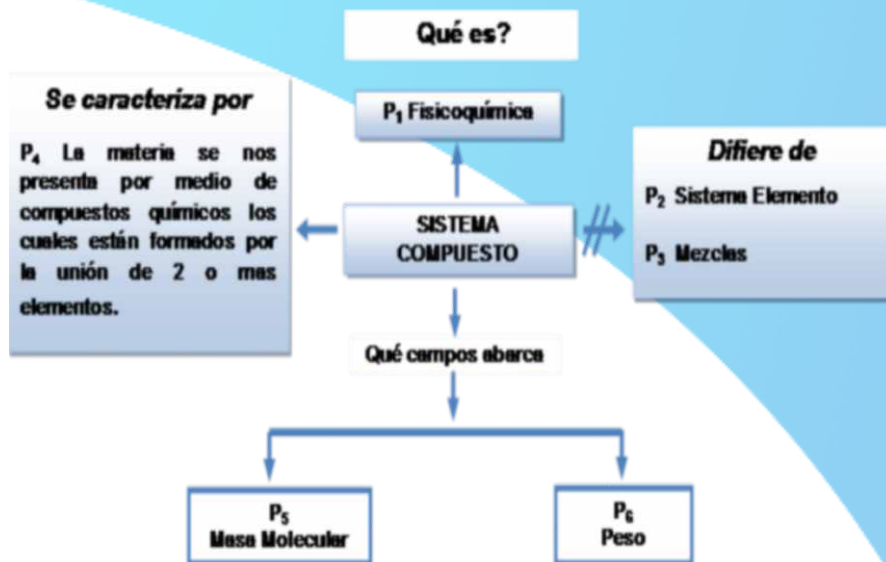 Qué es?
P₁ Fisicoquímica
Se caracteriza por
P₄ La materia se nos
presenta por medio de
compuestos químicos los
cuales están formados por
la unión de 2 o mas
elementos.
SISTEMA
COMPUESTO
Difiere de
P₂ Sistema Elemento
P₃ Mezclas
Qué campos abarca
P₅
Masa Molecular
P₆
Peso